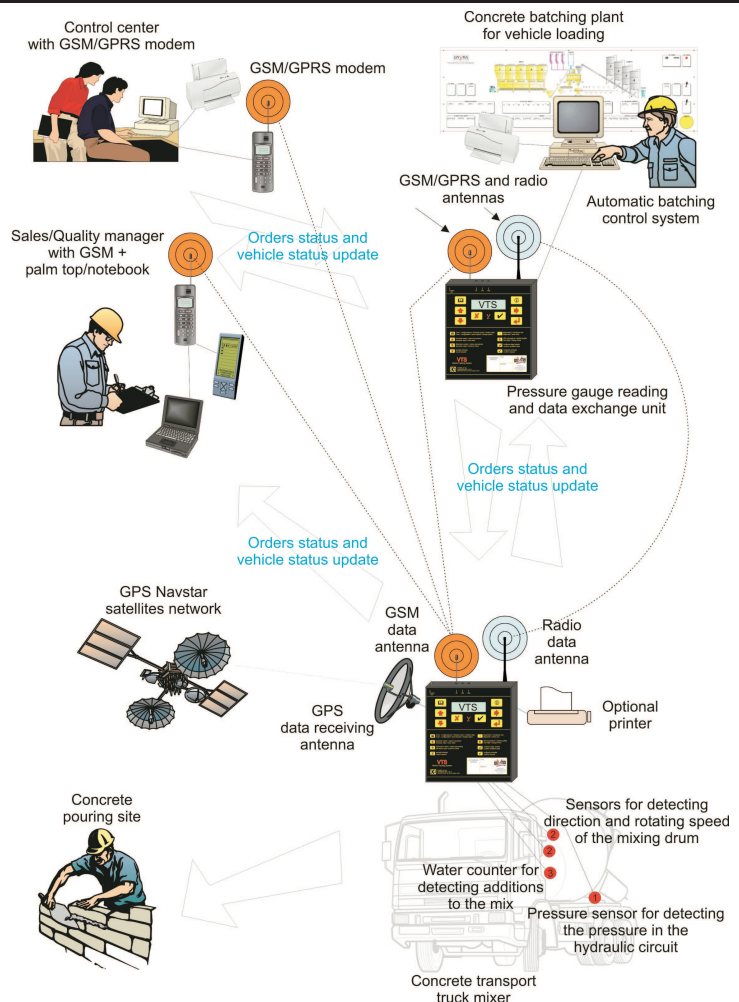 Control center
with GSM/GPRS modem
GSM/GPRS modem
Concrete batching plant
for vehicle loading
GSM/GPRS and radio
antennas
Automatic batching
control system
Orders status and
vehicle status update
Sales/Quality manager
with GSM +
palm top/notebook
VTS
VTS
Pressure gauge reading
and data exchange unit
Orders status and
vehicle status update
Orders status and
vehicle status update
GPS Navstar
satellites network
GSM
data
antenna
Radio
data
antenna
GPS
data receiving
antenna
VTS
VTS
Optional
printer
Concrete
pouring site
Sensors for detecting
direction and rotating speed
of the mixing drum
2
2
3
1
Water counter for
detecting additions
to the mix
Pressure sensor for detecting
the pressure in the
hydraulic circuit
Concrete transport
truck mixer